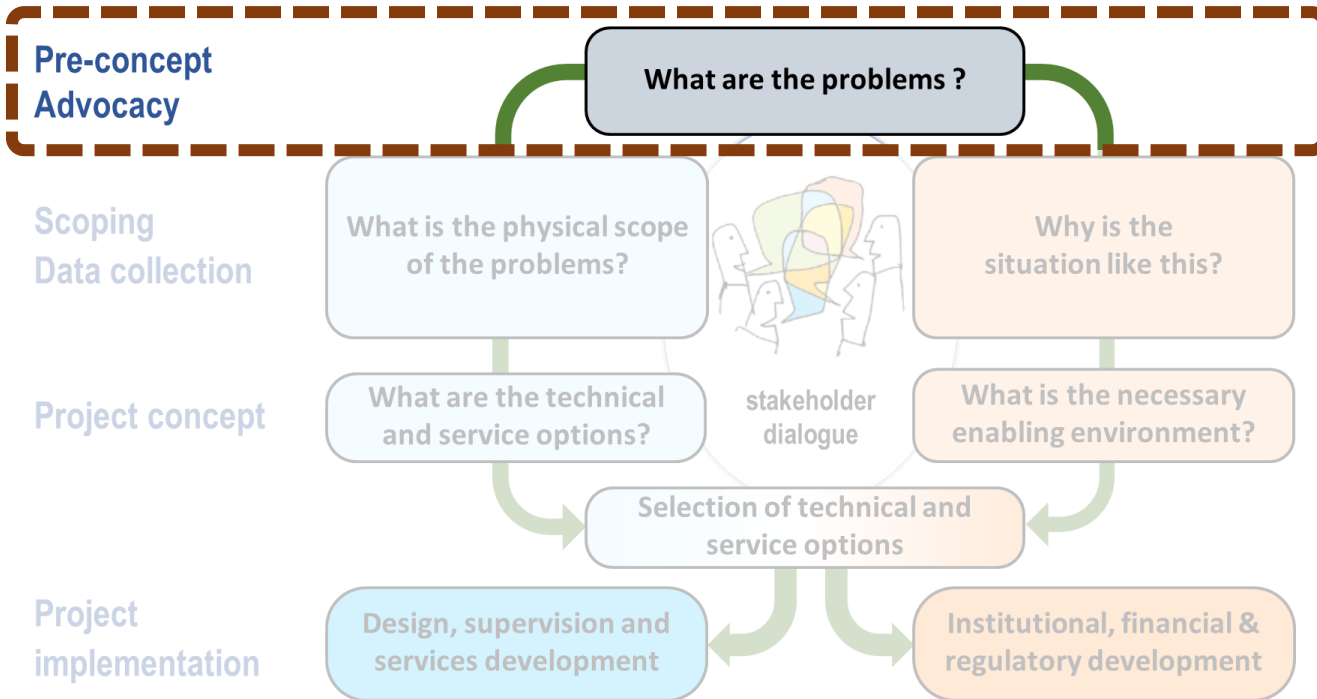 Pre-concept
Advocacy
What are the problems ?
Scoping
Data collection
What is the physical scope
of the problems?
Why is the
situation like this?
Project concept
What are the technical
and service options?
stakeholder
dialogue
What is the necessary
enabling environment?
Selection of technical and
service options
Project
implementation
Design, supervision and
services development
Institutional, financial &
regulatory development